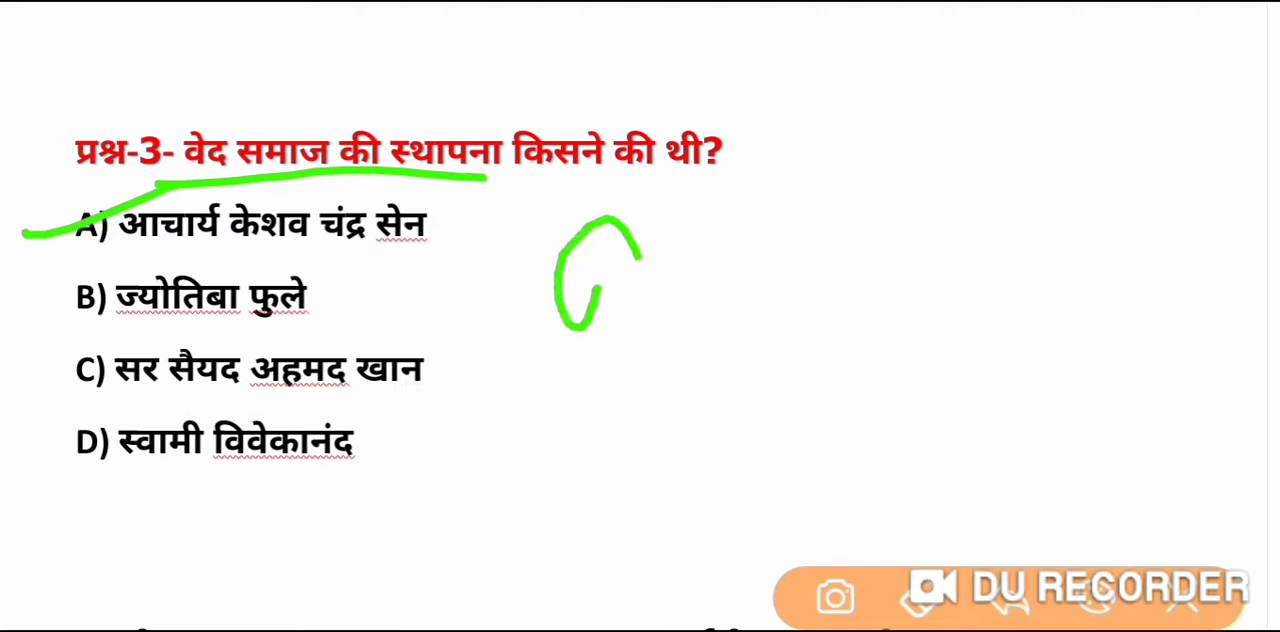 प्रश्न-3- वेद समाज की स्थापना किसने की थी?
A) आचार्य केशव चंद्र सेन
B) ज्योतिबा फुले
C) सर सैयद अहमद खान
D) स्वामी विवेकानंद
DU RECORDER